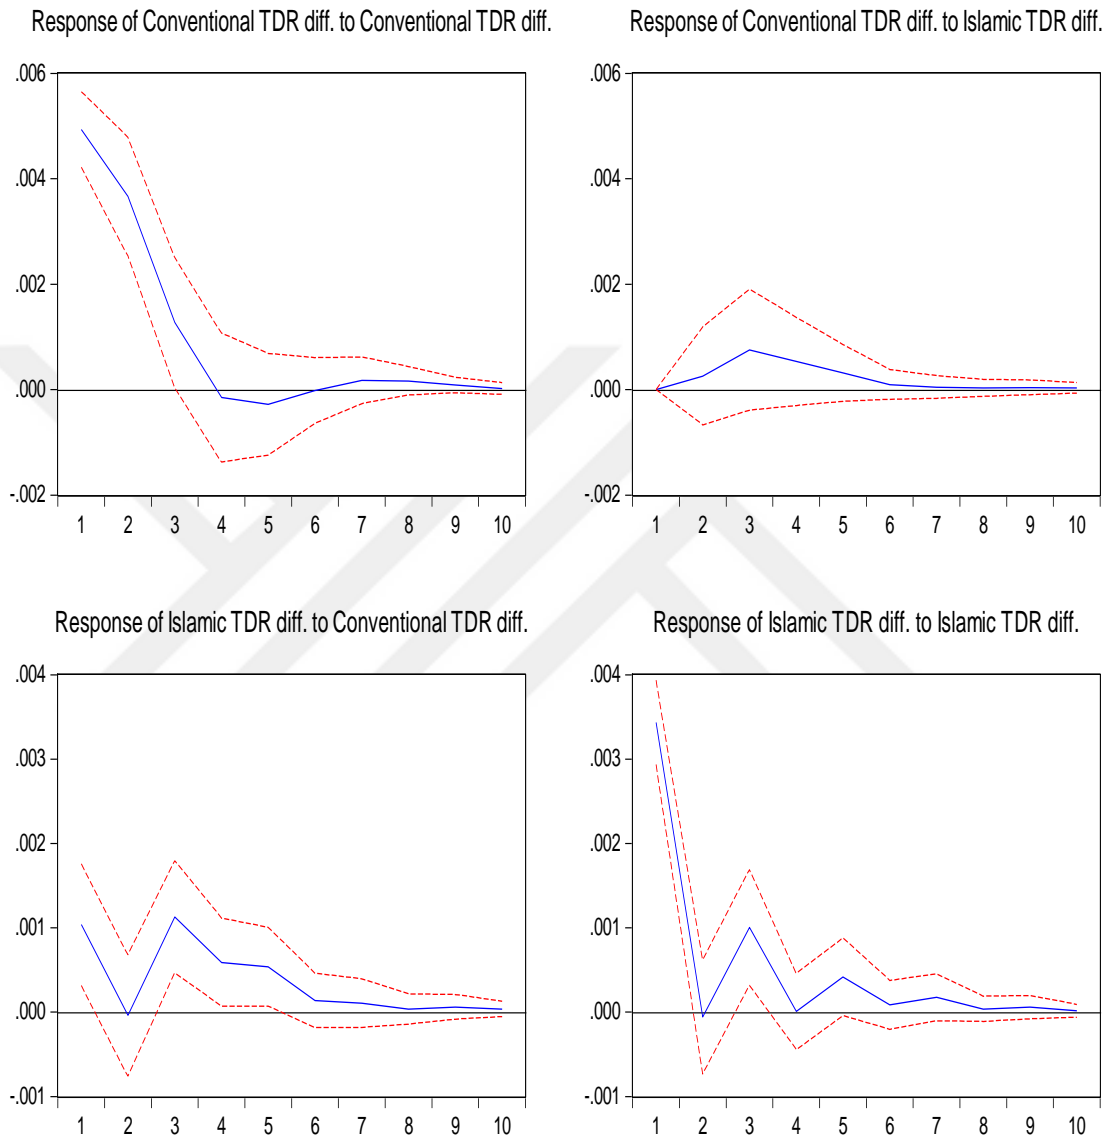 Response of Conventional TDR diff. to Conventional TDR diff.
Response of Conventional TDR diff. to Islamic TDR diff.
.006
.004
.002
.000
-.002
1 2 3 4 5 6 7 8 9 10
.006
.004
.002
.000
-.002
1 2 3 4 5 6 7 8 9 10
Response of Islamic TDR diff. to Conventional TDR diff.
Response of Islamic TDR diff. to Islamic TDR diff.
.004
.003
.002
.001
.000
-.001
1 2 3 4 5 6 7 8 9 10
.004
.003
.002
.001
.000
-.001
1 2 3 4 5 6 7 8 9 10